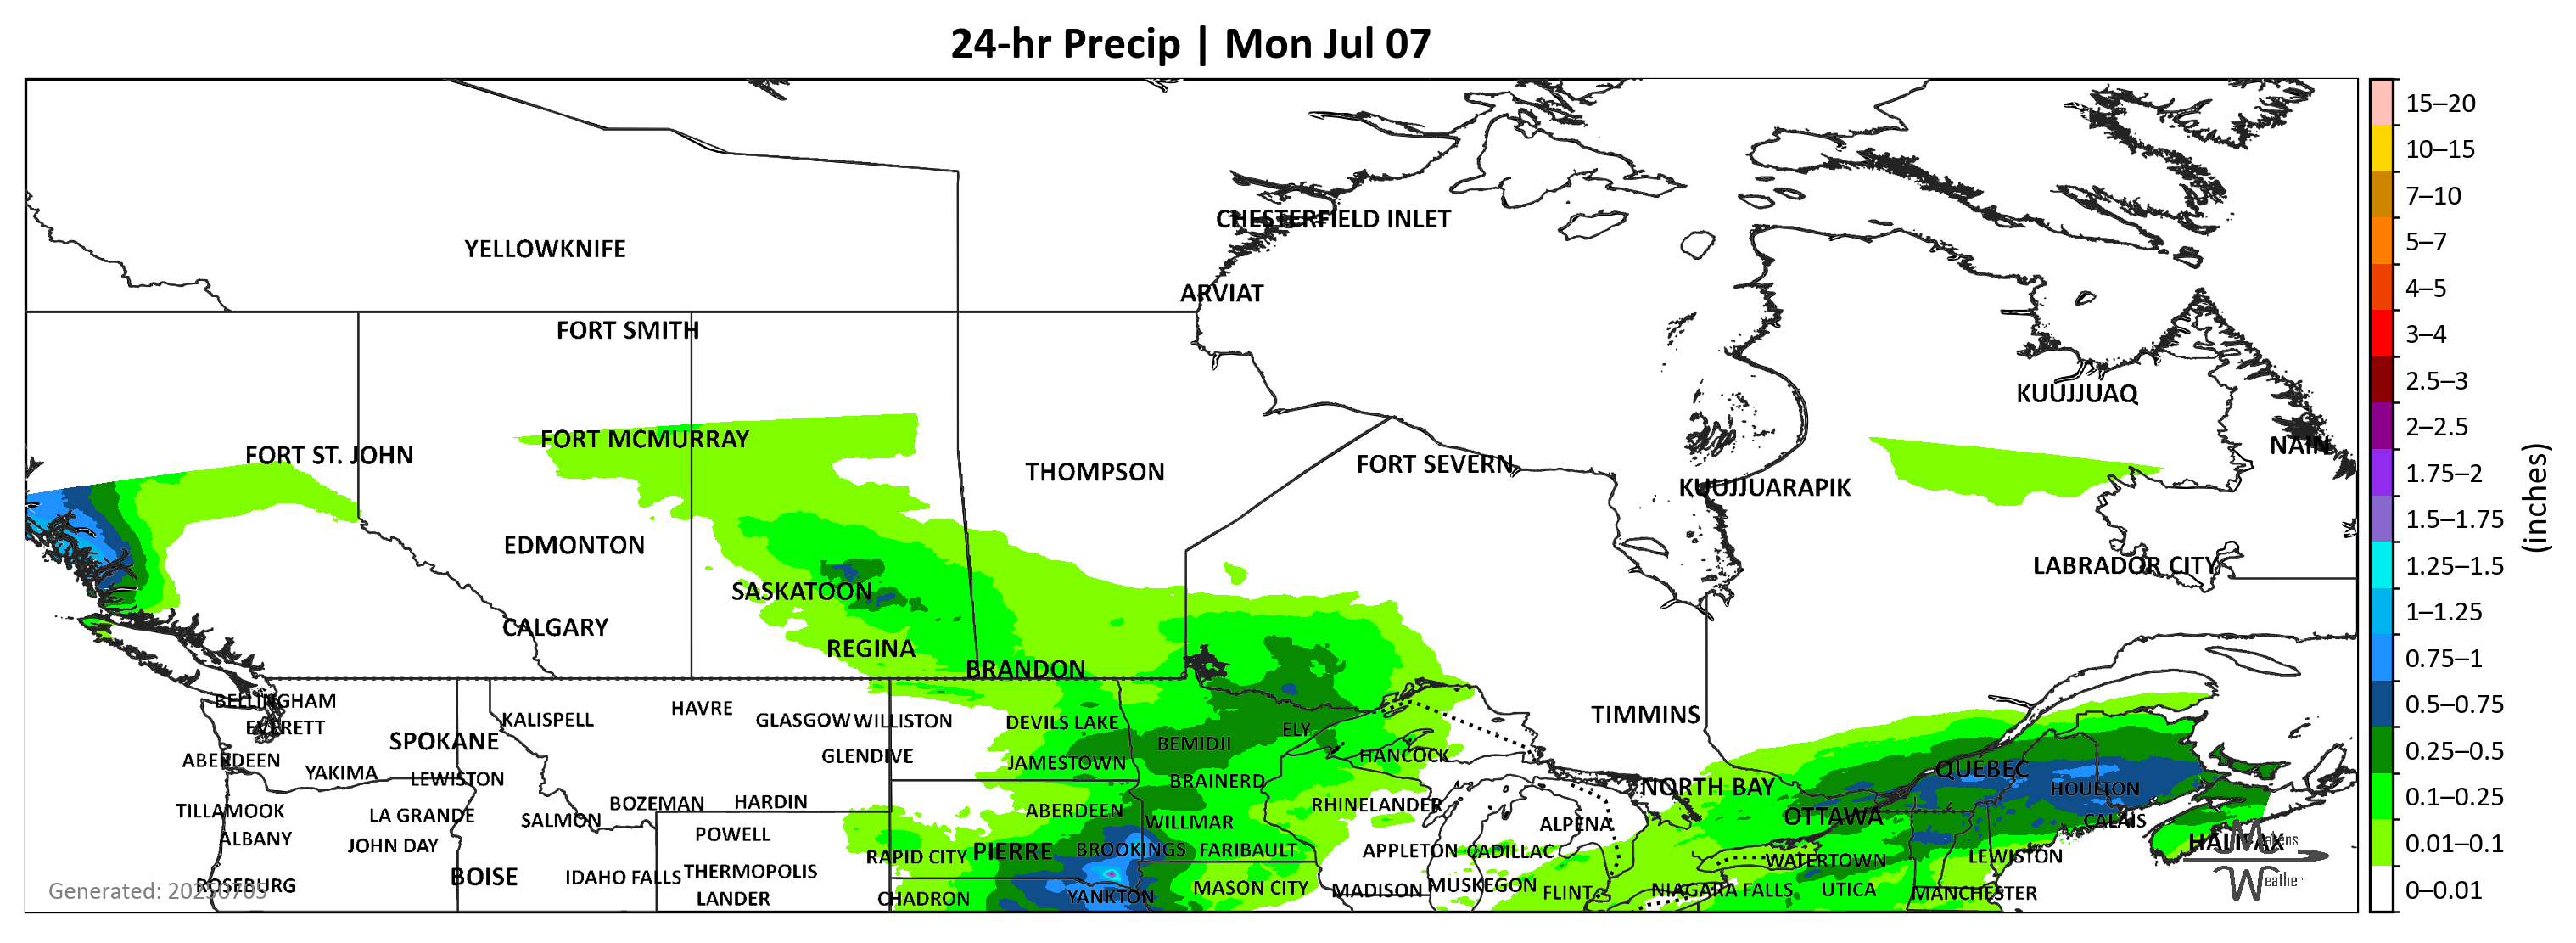 24-hr Precip | Mon Jul 07
15–20
10–15
7–10
5–7
4–5
3–4
2.5–3
2–2.5
1.75–2
1.5–1.75
1.25–1.5
1–1.25
0.75–1
0.5–0.75
0.25–0.5
0.1–0.25
0.01–0.1
0–0.01
(inches)
CHESTERFIELD INLET
YELLOWKNIFE
ARVIAT
FORT SMITH
KUUJJUAQ
FORT MCMURRAY
NAIN
FORT ST. JOHN
FORT SEVERN
THOMPSON
KUUJJUARAPIK
EDMONTON
LABRADOR CITY
SASKATOON
CALGARY
REGINA
BRANDON
BELLINGHAM
HAVRE
TIMMINS
KALISPELL
GLASGOW
WILLISTON
DEVILS LAKE
EVERETT
ELY
SPOKANE
BEMIDJI
GLENDIVE
HANCOCK
ABERDEEN
JAMESTOWN
QUÉBEC
YAKIMA
LEWISTON
BRAINERD
NORTH BAY
HOULTON
BOZEMAN
HARDIN
RHINELANDER
TILLAMOOK
LA GRANDE
SALMON
ABERDEEN
WILLMAR
ALPENA
OTTAWA
CALAIS
ALBANY
POWELL
JOHN DAY
HALIFAX
RAPID CITY
PIERRE
BROOKINGS
FARIBAULT
APPLETON
CADILLAC
WATERTOWN
LEWISTON
BOISE
IDAHO FALLS
THERMOPOLIS
ROSEBURG
MASON CITY
MADISON
MUSKEGON
FLINT
NIAGARA FALLS
UTICA
MANCHESTER
LANDER
CHADRON
YANKTON
Generated: 20250705
Weather